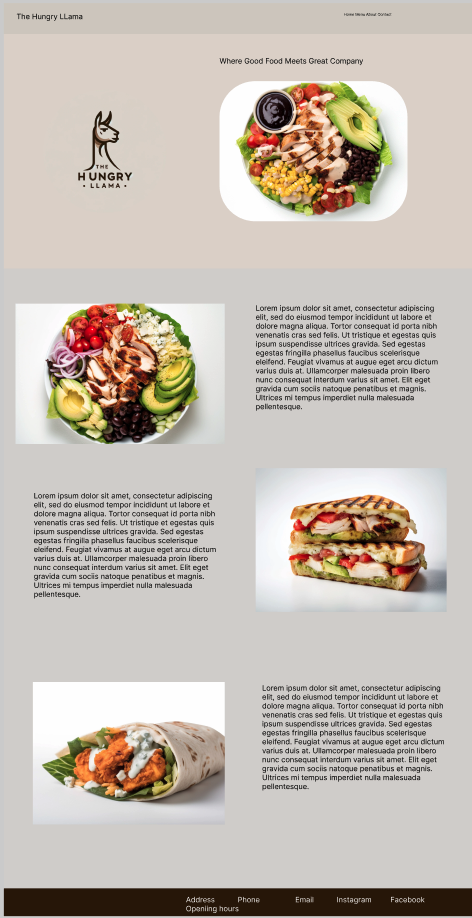 The Hungry LLama
Home Menu About Contact
Where Good Food Meets Great Company
THE
HUNGRY
• LLAMA •
Lorem ipsum dolor sit amet, consectetur adipiscing
elit, sed do eiusmod tempor incididunt ut labore et
dolore magna aliqua. Tortor consequat id porta nibh
venenatis cras sed felis. Ut tristique et egestas quis
ipsum suspendisse ultrices gravida. Sed egestas
egestas fringilla phasellus faucibus scelerisque
eleifend. Feugiat vivamus at augue eget arcu dictum
varius duis at. Ullamcorper malesuada proin libero
nunc consequat interdum varius sit amet. Elit eget
gravida cum sociis natoque penatibus et magnis.
Ultrices mi tempus imperdiet nulla malesuada
pellentesque.
Lorem ipsum dolor sit amet, consectetur adipiscing
elit, sed do eiusmod tempor incididunt ut labore et
dolore magna aliqua. Tortor consequat id porta nibh
venenatis cras sed felis. Ut tristique et egestas quis
ipsum suspendisse ultrices gravida. Sed egestas
egestas fringilla phasellus faucibus scelerisque
eleifend. Feugiat vivamus at augue eget arcu dictum
varius duis at. Ullamcorper malesuada proin libero
nunc consequat interdum varius sit amet. Elit eget
gravida cum sociis natoque penatibus et magnis.
Ultrices mi tempus imperdiet nulla malesuada
pellentesque.
Lorem ipsum dolor sit amet, consectetur adipiscing
elit, sed do eiusmod tempor incididunt ut labore et
dolore magna aliqua. Tortor consequat id porta nibh
venenatis cras sed felis. Ut tristique et egestas quis
ipsum suspendisse ultrices gravida. Sed egestas
egestas fringilla phasellus faucibus scelerisque
eleifend. Feugiat vivamus at augue eget arcu dictum
varius duis at. Ullamcorper malesuada proin libero
nunc consequat interdum varius sit amet. Elit eget
gravida cum sociis natoque penatibus et magnis.
Ultrices mi tempus imperdiet nulla malesuada
pellentesque.
Address Phone Email Instagram Facebook
Openiing hours